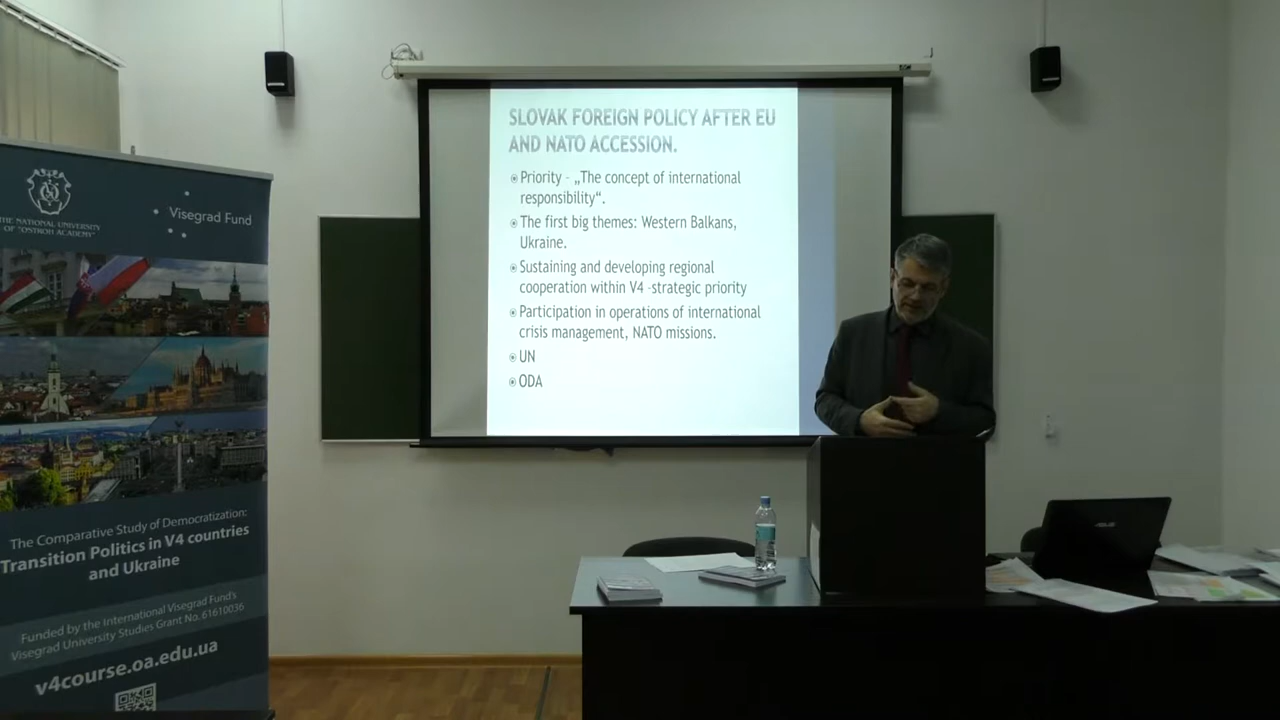 SLOVAK FOREIGN POLICY AFTER EU
AND NATO ACCESSION.
Priority - „The concept of international
responsibility“.
The first big themes: Western Balkans,
Ukraine.
Sustaining and developing regional
cooperation within V4 -strategic priority
Participation in operations of international
crisis management, NATO missions.
UN
ODA
THE NATIONAL UNIVERSITY
OF "OSTROH ACADEMY"
Visegrad Fund
The Comparative Study of Democratization:
Transition Politics in V4 countries
and Ukraine
Funded by the International Visegrad Fund's
Visegrad University Studies Grant No. 61610036
v4course.oa.edu.ua
ASUS